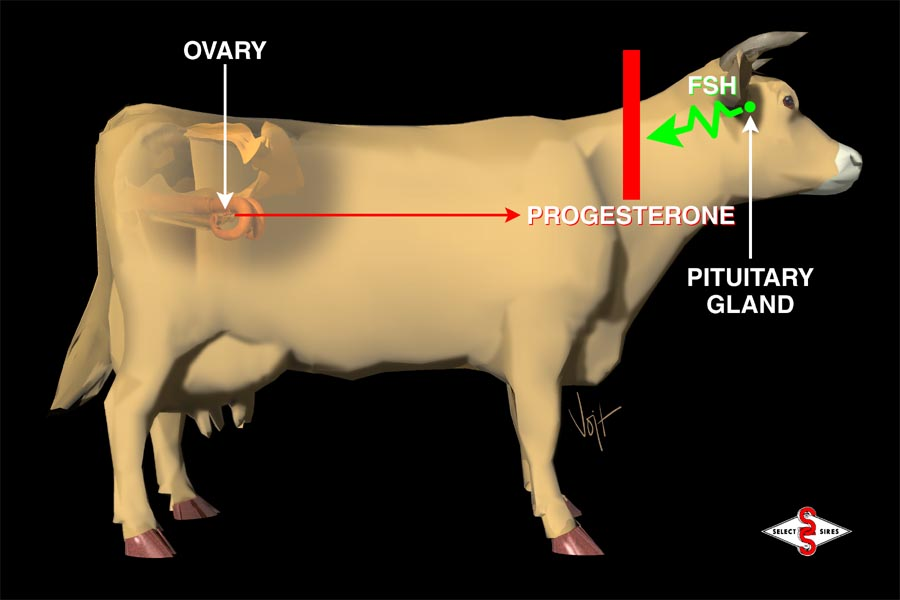 OVARY
FSH
PROGESTERONE
PITUITARY
GLAND
Vojt
SELECT SIRES